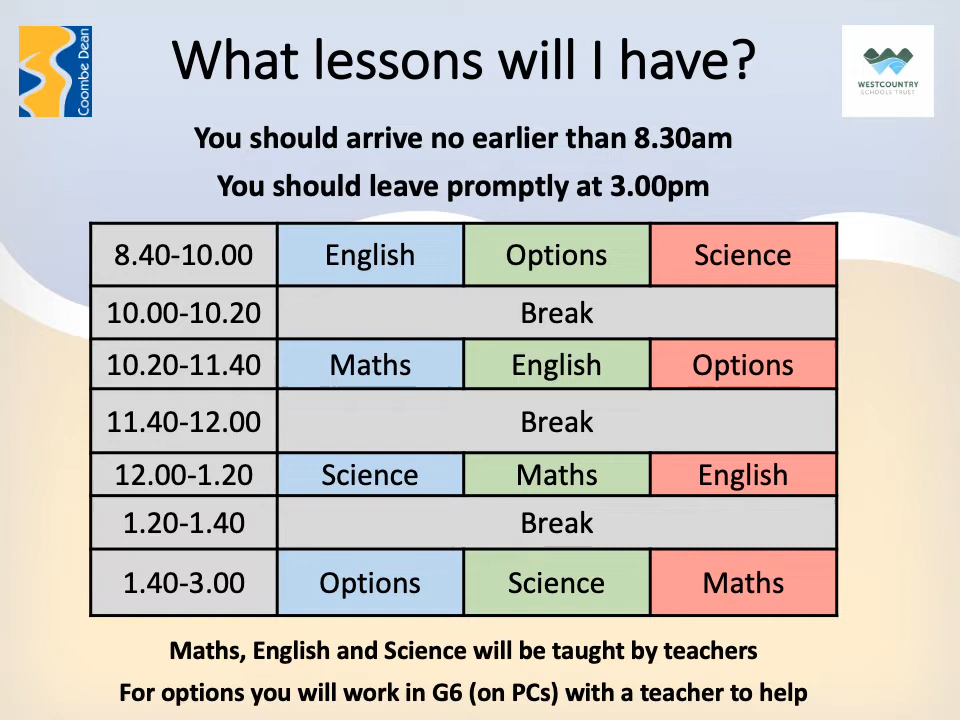 Coombe Dean
What lessons will I have?
WESTCOUNTRY
SCHOOLS TRUST
You should arrive no earlier than 8.30am
You should leave promptly at 3.00pm
8.40-10.00 English Options Science
10.00-10.20 Break
10.20-11.40 Maths English Options
11.40-12.00 Break
12.00-1.20 Science Maths English
1.20-1.40 Break
1.40-3.00 Options Science Maths
Maths, English and Science will be taught by teachers
For options you will work in G6 (on PCs) with a teacher to help